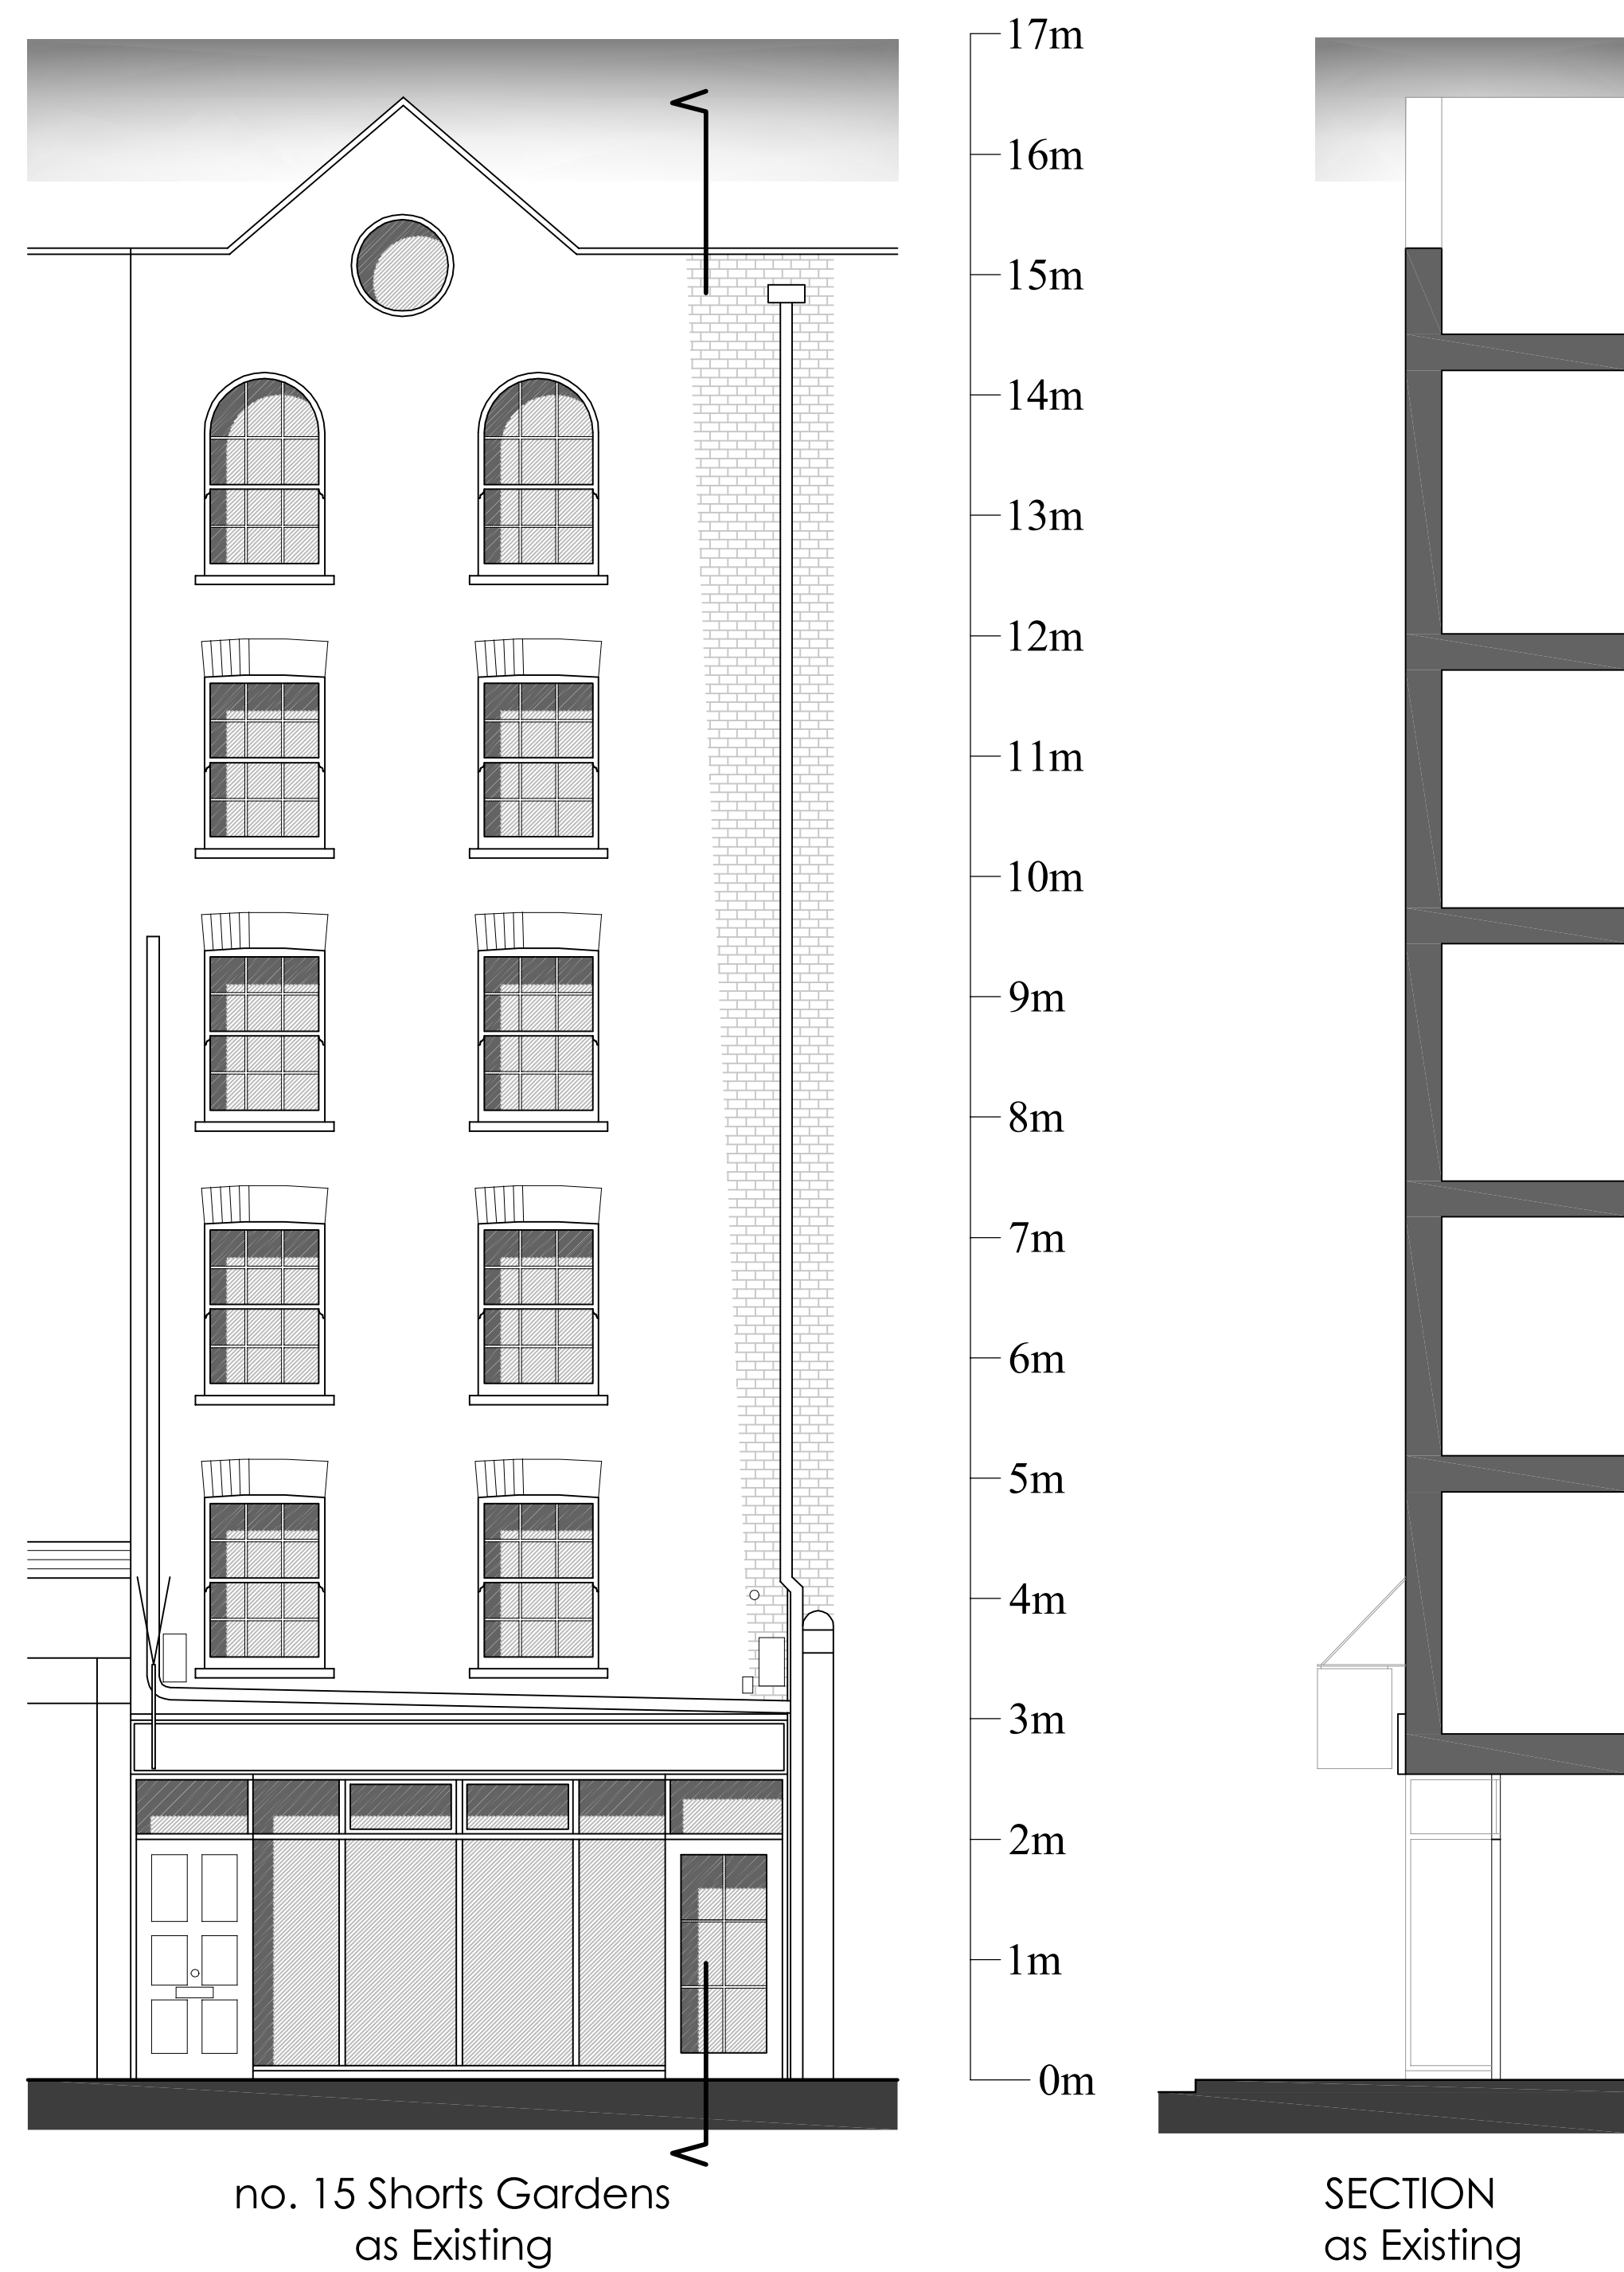 17m
16m
15m
14m
13m
12m
11m
10m
9m
8m
7m
6m
5m
4m
3m
2m
1m
0m
no. 15 Shorts Gardens
as Existing
SECTION
as Existing